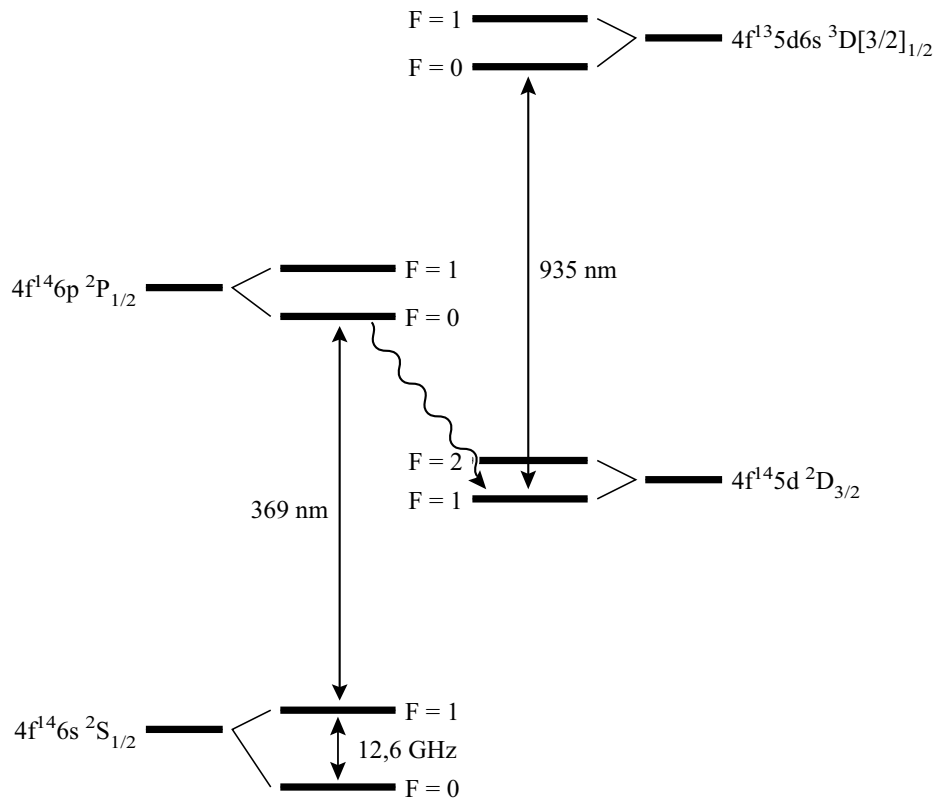 F = 1
4f¹³5d6s ³D[3/2]₁/₂
F = 0
935 nm
F = 1
4f¹⁴6p ²P₁/₂
F = 0
F = 2
4f¹⁴5d ²D₃/₂
F = 1
369 nm
F = 1
4f¹⁴6s ²S₁/₂
12,6 GHz
F = 0